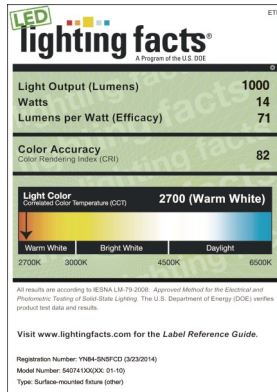 LED
lighting facts®
A Program of the U.S. DOE
Light Output (Lumens) 1000
Watts 14
Lumens per Watt (Efficacy) 71
Color Accuracy 82
Color Rendering Index (CRI)
Light Color 2700 (Warm White)
Correlated Color Temperature (CCT)
Warm White Bright White Daylight
2700K 3000K 4500K 6500K
All results are according to IESNA LM-79-2008: Approved Method for the Electrical and
Photometric Testing of Solid-State Lighting. The U.S. Department of Energy (DOE) verifies
product test data and results.
Visit www.lightingfacts.com for the Label Reference Guide.
Registration Number: YN84-SN5FCD (3/23/2014)
Model Number: 540741XX(XX: 01-10)
Type: Surface-mounted fixture (other)